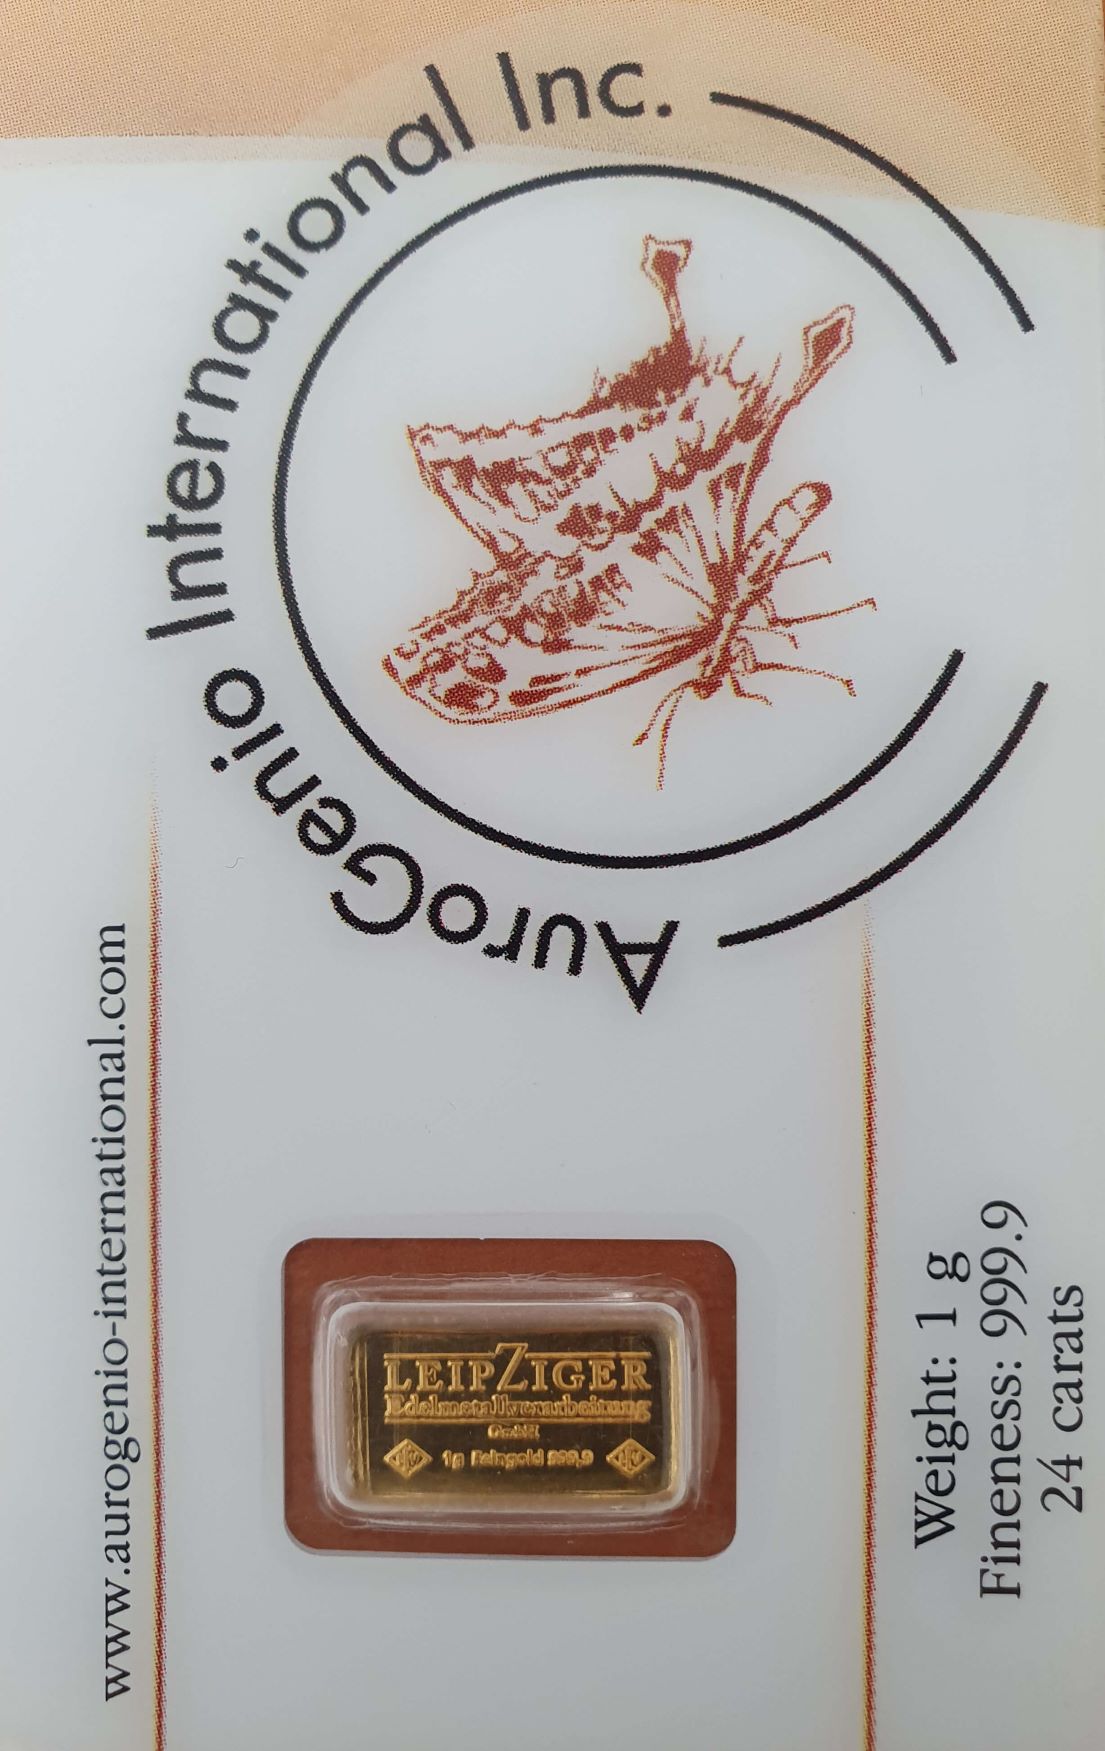 AuroGenio International Inc.
www.aurogenio-international.com
LEIPZIGER
Edelmetallverarbeitung
GmbH
1g Feingold 999,9
Weight: 1 g
Fineness: 999.9
24 carats